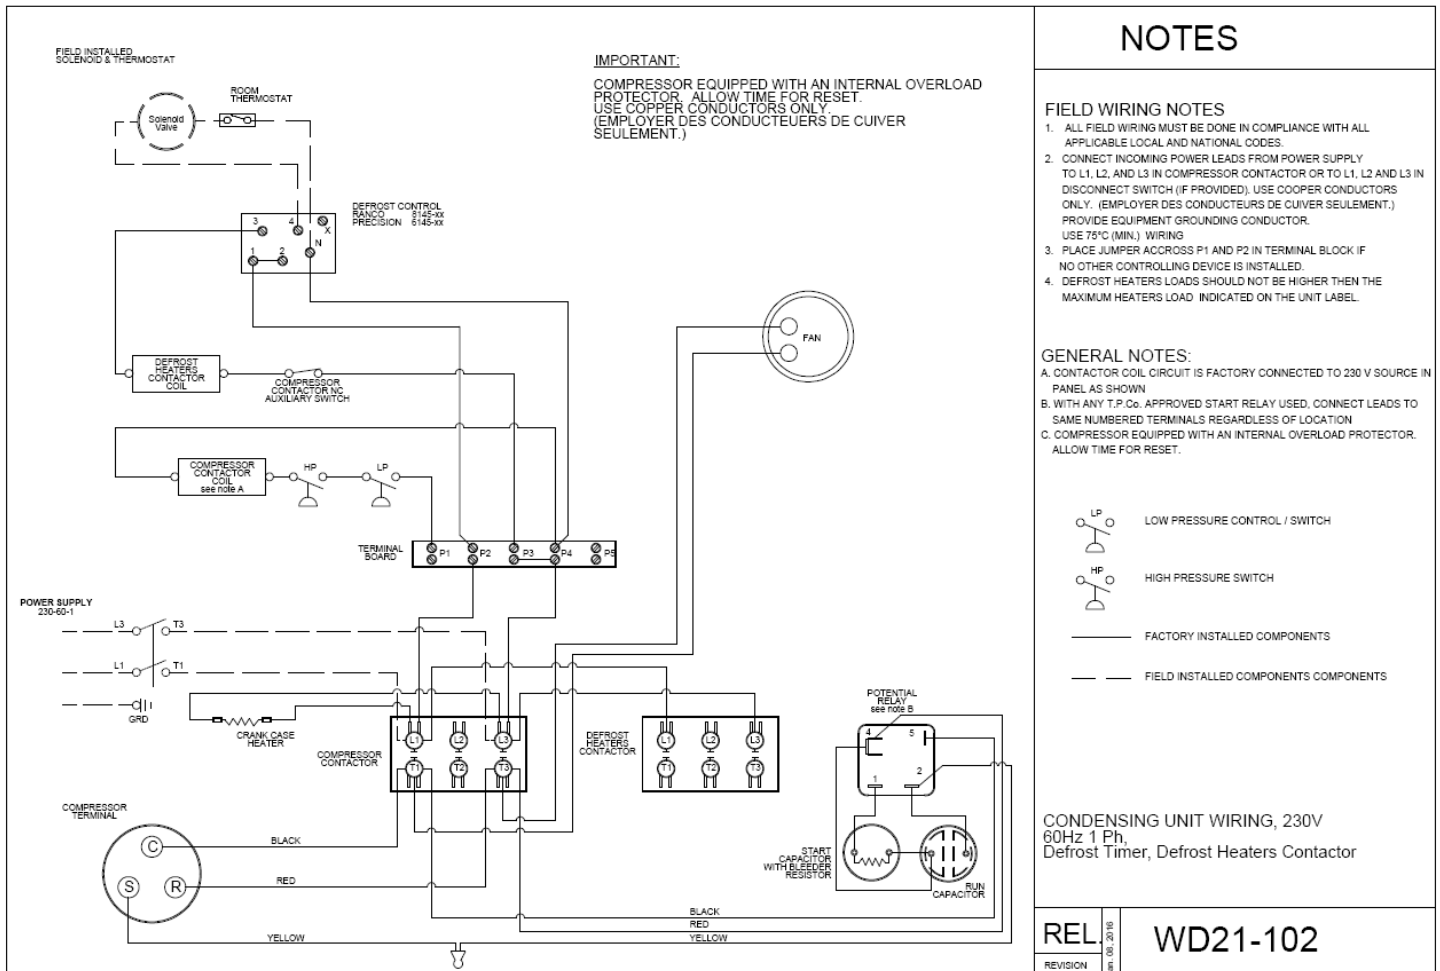 FIELD INSTALLED
SOLENOID & THERMOSTAT
ROOM
THERMOSTAT
Solenoid
Valve
IMPORTANT:
COMPRESSOR EQUIPPED WITH AN INTERNAL OVERLOAD
PROTECTOR. ALLOW TIME FOR RESET.
USE COPPER CONDUCTORS ONLY.
(EMPLOYER DES CONDUCTEUERS DE CUIVER
SEULEMENT.)
DEFROST CONTROL
RANCO 8145-xx
PRECISION 6145-xx
3
4
X
N
1
2
FAN
DEFROST
HEATERS
CONTACTOR
COIL
COMPRESSOR
CONTACTOR NC
AUXILIARY SWITCH
COMPRESSOR
CONTACTOR
COIL
see note A
HP
LP
TERMINAL
BOARD
P1
P2
P3
P4
P5
POWER SUPPLY
230-60-1
L3
T3
L1
T1
GRD
CRANK CASE
HEATER
COMPRESSOR
CONTACTOR
L1
L2
L3
T1
T2
T3
DEFROST
HEATERS
CONTACTOR
L1
L2
L3
T1
T2
T3
POTENTIAL
RELAY
see note B
4
5
1
2
START
CAPACITOR
WITH BLEEDER
RESISTOR
RUN
CAPACITOR
COMPRESSOR
TERMINAL
C
S
R
BLACK
RED
YELLOW
BLACK
RED
YELLOW
NOTES
FIELD WIRING NOTES
1. ALL FIELD WIRING MUST BE DONE IN COMPLIANCE WITH ALL
APPLICABLE LOCAL AND NATIONAL CODES.
2. CONNECT INCOMING POWER LEADS FROM POWER SUPPLY
TO L1, L2, AND L3 IN COMPRESSOR CONTACTOR OR TO L1, L2 AND L3 IN
DISCONNECT SWITCH (IF PROVIDED). USE COOPER CONDUCTORS
ONLY. (EMPLOYER DES CONDUCTEURS DE CUIVER SEULEMENT.)
PROVIDE EQUIPMENT GROUNDING CONDUCTOR.
USE 75°C (MIN.) WIRING
3. PLACE JUMPER ACCROSS P1 AND P2 IN TERMINAL BLOCK IF
NO OTHER CONTROLLING DEVICE IS INSTALLED.
4. DEFROST HEATERS LOADS SHOULD NOT BE HIGHER THEN THE
MAXIMUM HEATERS LOAD INDICATED ON THE UNIT LABEL.
GENERAL NOTES:
A. CONTACTOR COIL CIRCUIT IS FACTORY CONNECTED TO 230 V SOURCE IN
PANEL AS SHOWN
B. WITH ANY T.P.Co. APPROVED START RELAY USED, CONNECT LEADS TO
SAME NUMBERED TERMINALS REGARDLESS OF LOCATION
C. COMPRESSOR EQUIPPED WITH AN INTERNAL OVERLOAD PROTECTOR.
ALLOW TIME FOR RESET.
LP
LOW PRESSURE CONTROL / SWITCH
HP
HIGH PRESSURE SWITCH
FACTORY INSTALLED COMPONENTS
FIELD INSTALLED COMPONENTS COMPONENTS
CONDENSING UNIT WIRING, 230V
60Hz 1 Ph,
Defrost Timer, Defrost Heaters Contactor
REL.
REVISION
an. 08, 2016
WD21-102